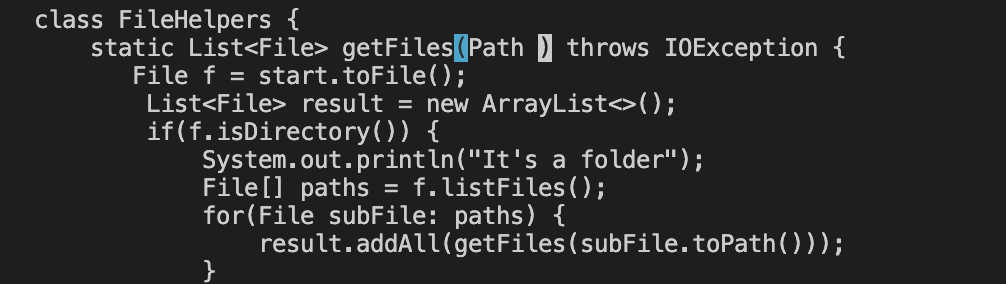 class FileHelpers {
    static List<File> getFiles(Path ) throws IOException {
       File f = start.toFile();
        List<File> result = new ArrayList<>();
        if(f.isDirectory()) {
            System.out.println("It's a folder");
            File[] paths = f.listFiles();
            for(File subFile: paths) {
                result.addAll(getFiles(subFile.toPath()));
            }